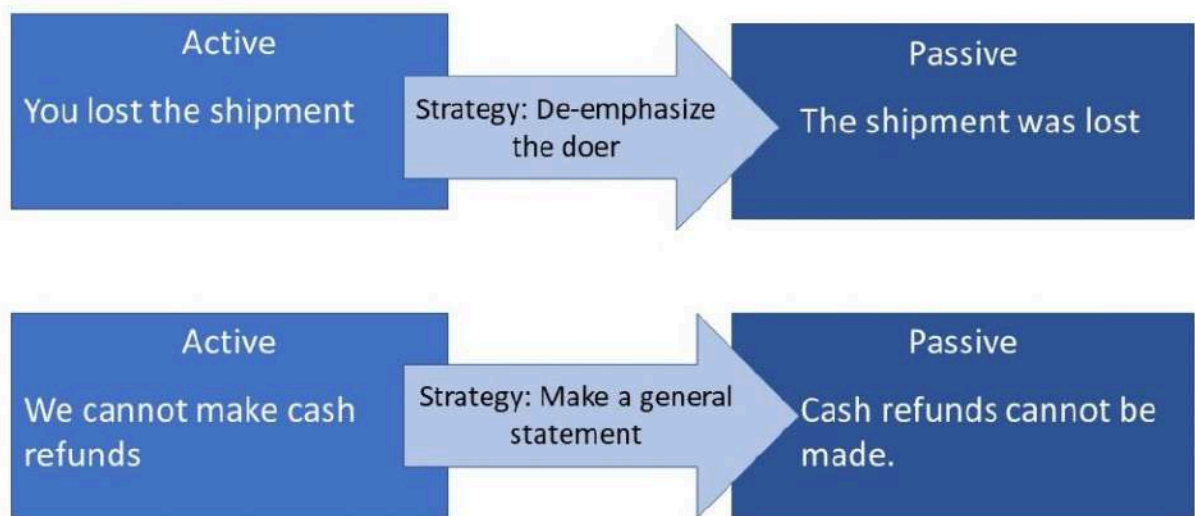 Active
You lost the shipment
Strategy: De-emphasize
the doer
Passive
The shipment was lost
Active
We cannot make cash
refunds
Strategy: Make a general
statement
Passive
Cash refunds cannot be
made.